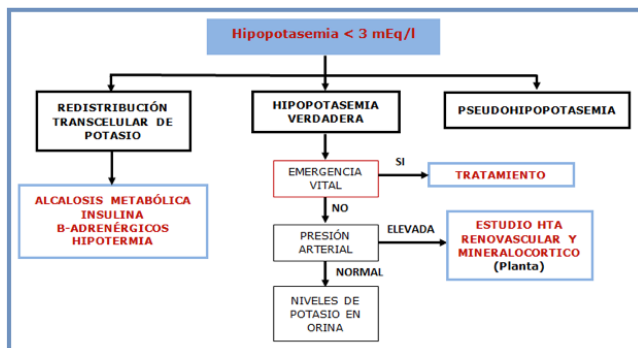 Hipopotasemia < 3 mEq/l
REDISTRIBUCIÓN
TRANSCELULAR DE
POTASIO
HIPOPOTASEMIA
VERDADERA
PSEUDOHIPOPOTASEMIA
ALCALOSIS METABÓLICA
INSULINA
B-ADRENÉRGICOS
HIPOTERMIA
EMERGENCIA
VITAL
SI
TRATAMIENTO
NO
PRESIÓN
ARTERIAL
ELEVADA
ESTUDIO HTA
RENOVASCULAR Y
MINERALOCORTICO
(Planta)
NORMAL
NIVELES DE
POTASIO EN
ORINA